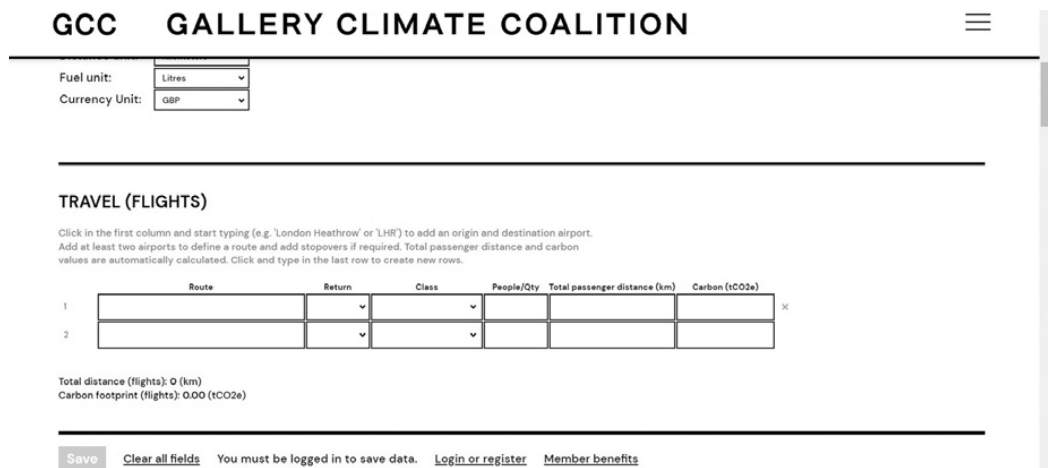 GCC GALLERY CLIMATE COALITION
Fuel unit: Litres
Currency Unit: GBP
TRAVEL (FLIGHTS)
Click in the first column and start typing (e.g. 'London Heathrow' or 'LHR') to add an origin and destination airport.
Add at least two airports to define a route and add stopovers if required. Total passenger distance and carbon
values are automatically calculated. Click and type in the last row to create new rows.
Route Return Class People/Qty Total passenger distance (km) Carbon (tCO2e)
1
2
Total distance (flights): 0 (km)
Carbon footprint (flights): 0.00 (tCO2e)
Save Clear all fields You must be logged in to save data. Login or register Member benefits